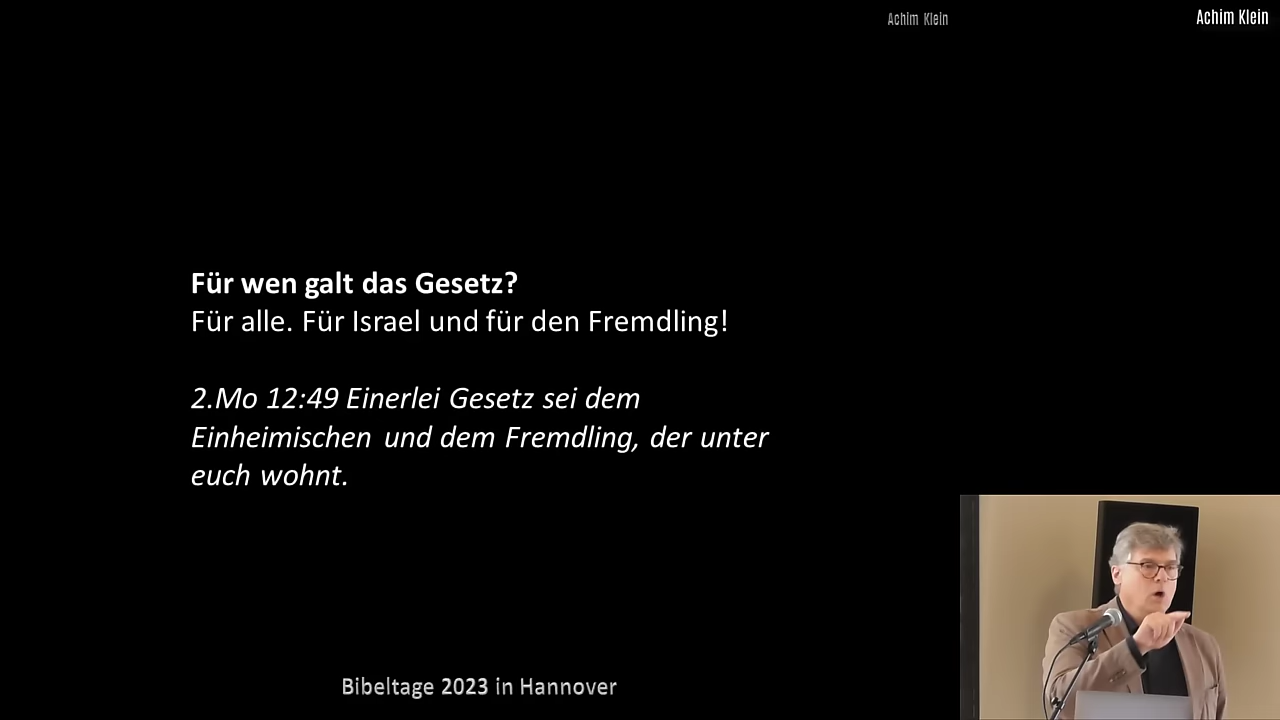 Achim Klein
Achim Klein
Für wen galt das Gesetz?
Für alle. Für Israel und für den Fremdling!
2.Mo 12:49 Einerlei Gesetz sei dem
Einheimischen und dem Fremdling, der unter
euch wohnt.
Bibeltage 2023 in Hannover